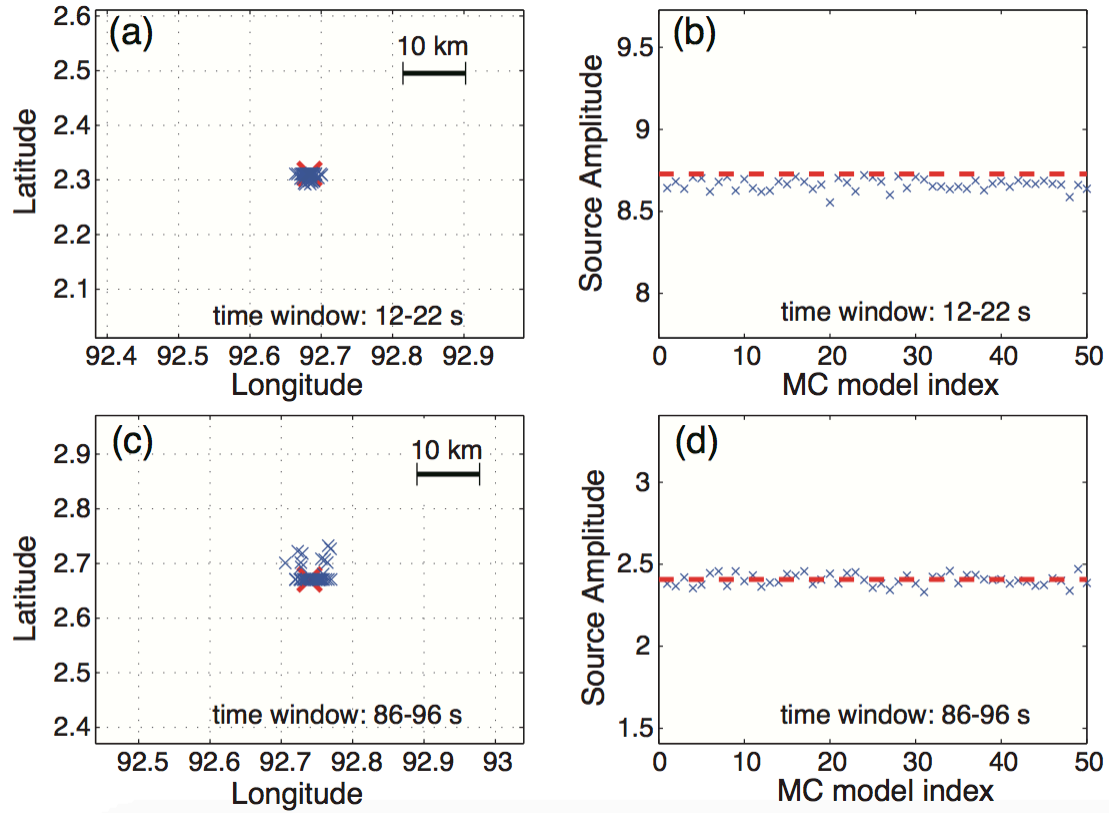 (a)
10 km
2.6
2.5
2.4
2.3
2.2
2.1
Latitude
time window: 12-22 s
92.4 92.5 92.6 92.7 92.8 92.9
Longitude
(b)
9.5
9
8.5
8
Source Amplitude
time window: 12-22 s
0 10 20 30 40 50
MC model index
(c)
10 km
2.9
2.8
2.7
2.6
2.5
2.4
Latitude
time window: 86-96 s
92.5 92.6 92.7 92.8 92.9 93
Longitude
(d)
3
2.5
2
1.5
Source Amplitude
time window: 86-96 s
0 10 20 30 40 50
MC model index